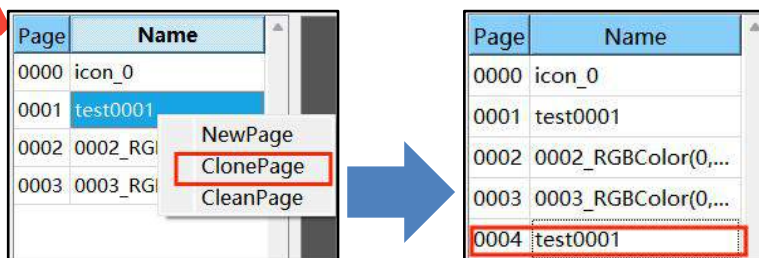 Page Name
0000 icon_0
0001 test0001
0002 0002_RGI
0003 0003_RGI
NewPage
ClonePage
CleanPage
Page Name
0000 icon_0
0001 test0001
0002 0002_RGBColor(0,...
0003 0003_RGBColor(0,...
0004 test0001